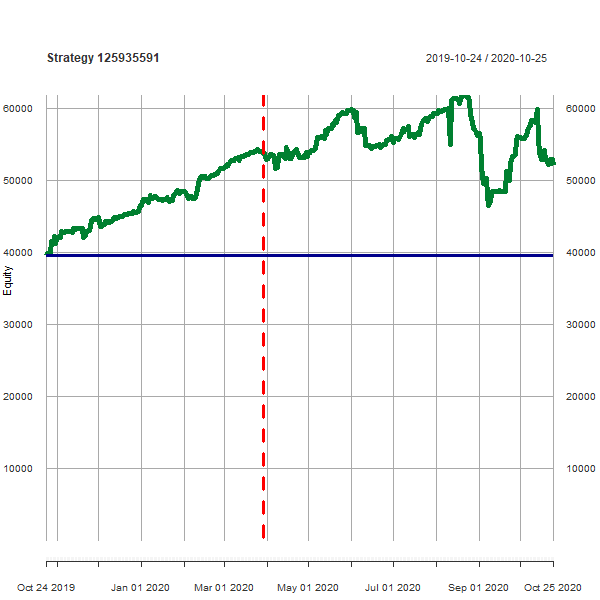 Strategy 125935591
2019-10-24 / 2020-10-25
60000
60000
50000
50000
40000
40000
Equity
30000
30000
20000
20000
10000
10000
Oct 24 2019
Jan 01 2020
Mar 01 2020
May 01 2020
Jul 01 2020
Sep 01 2020
Oct 25 2020